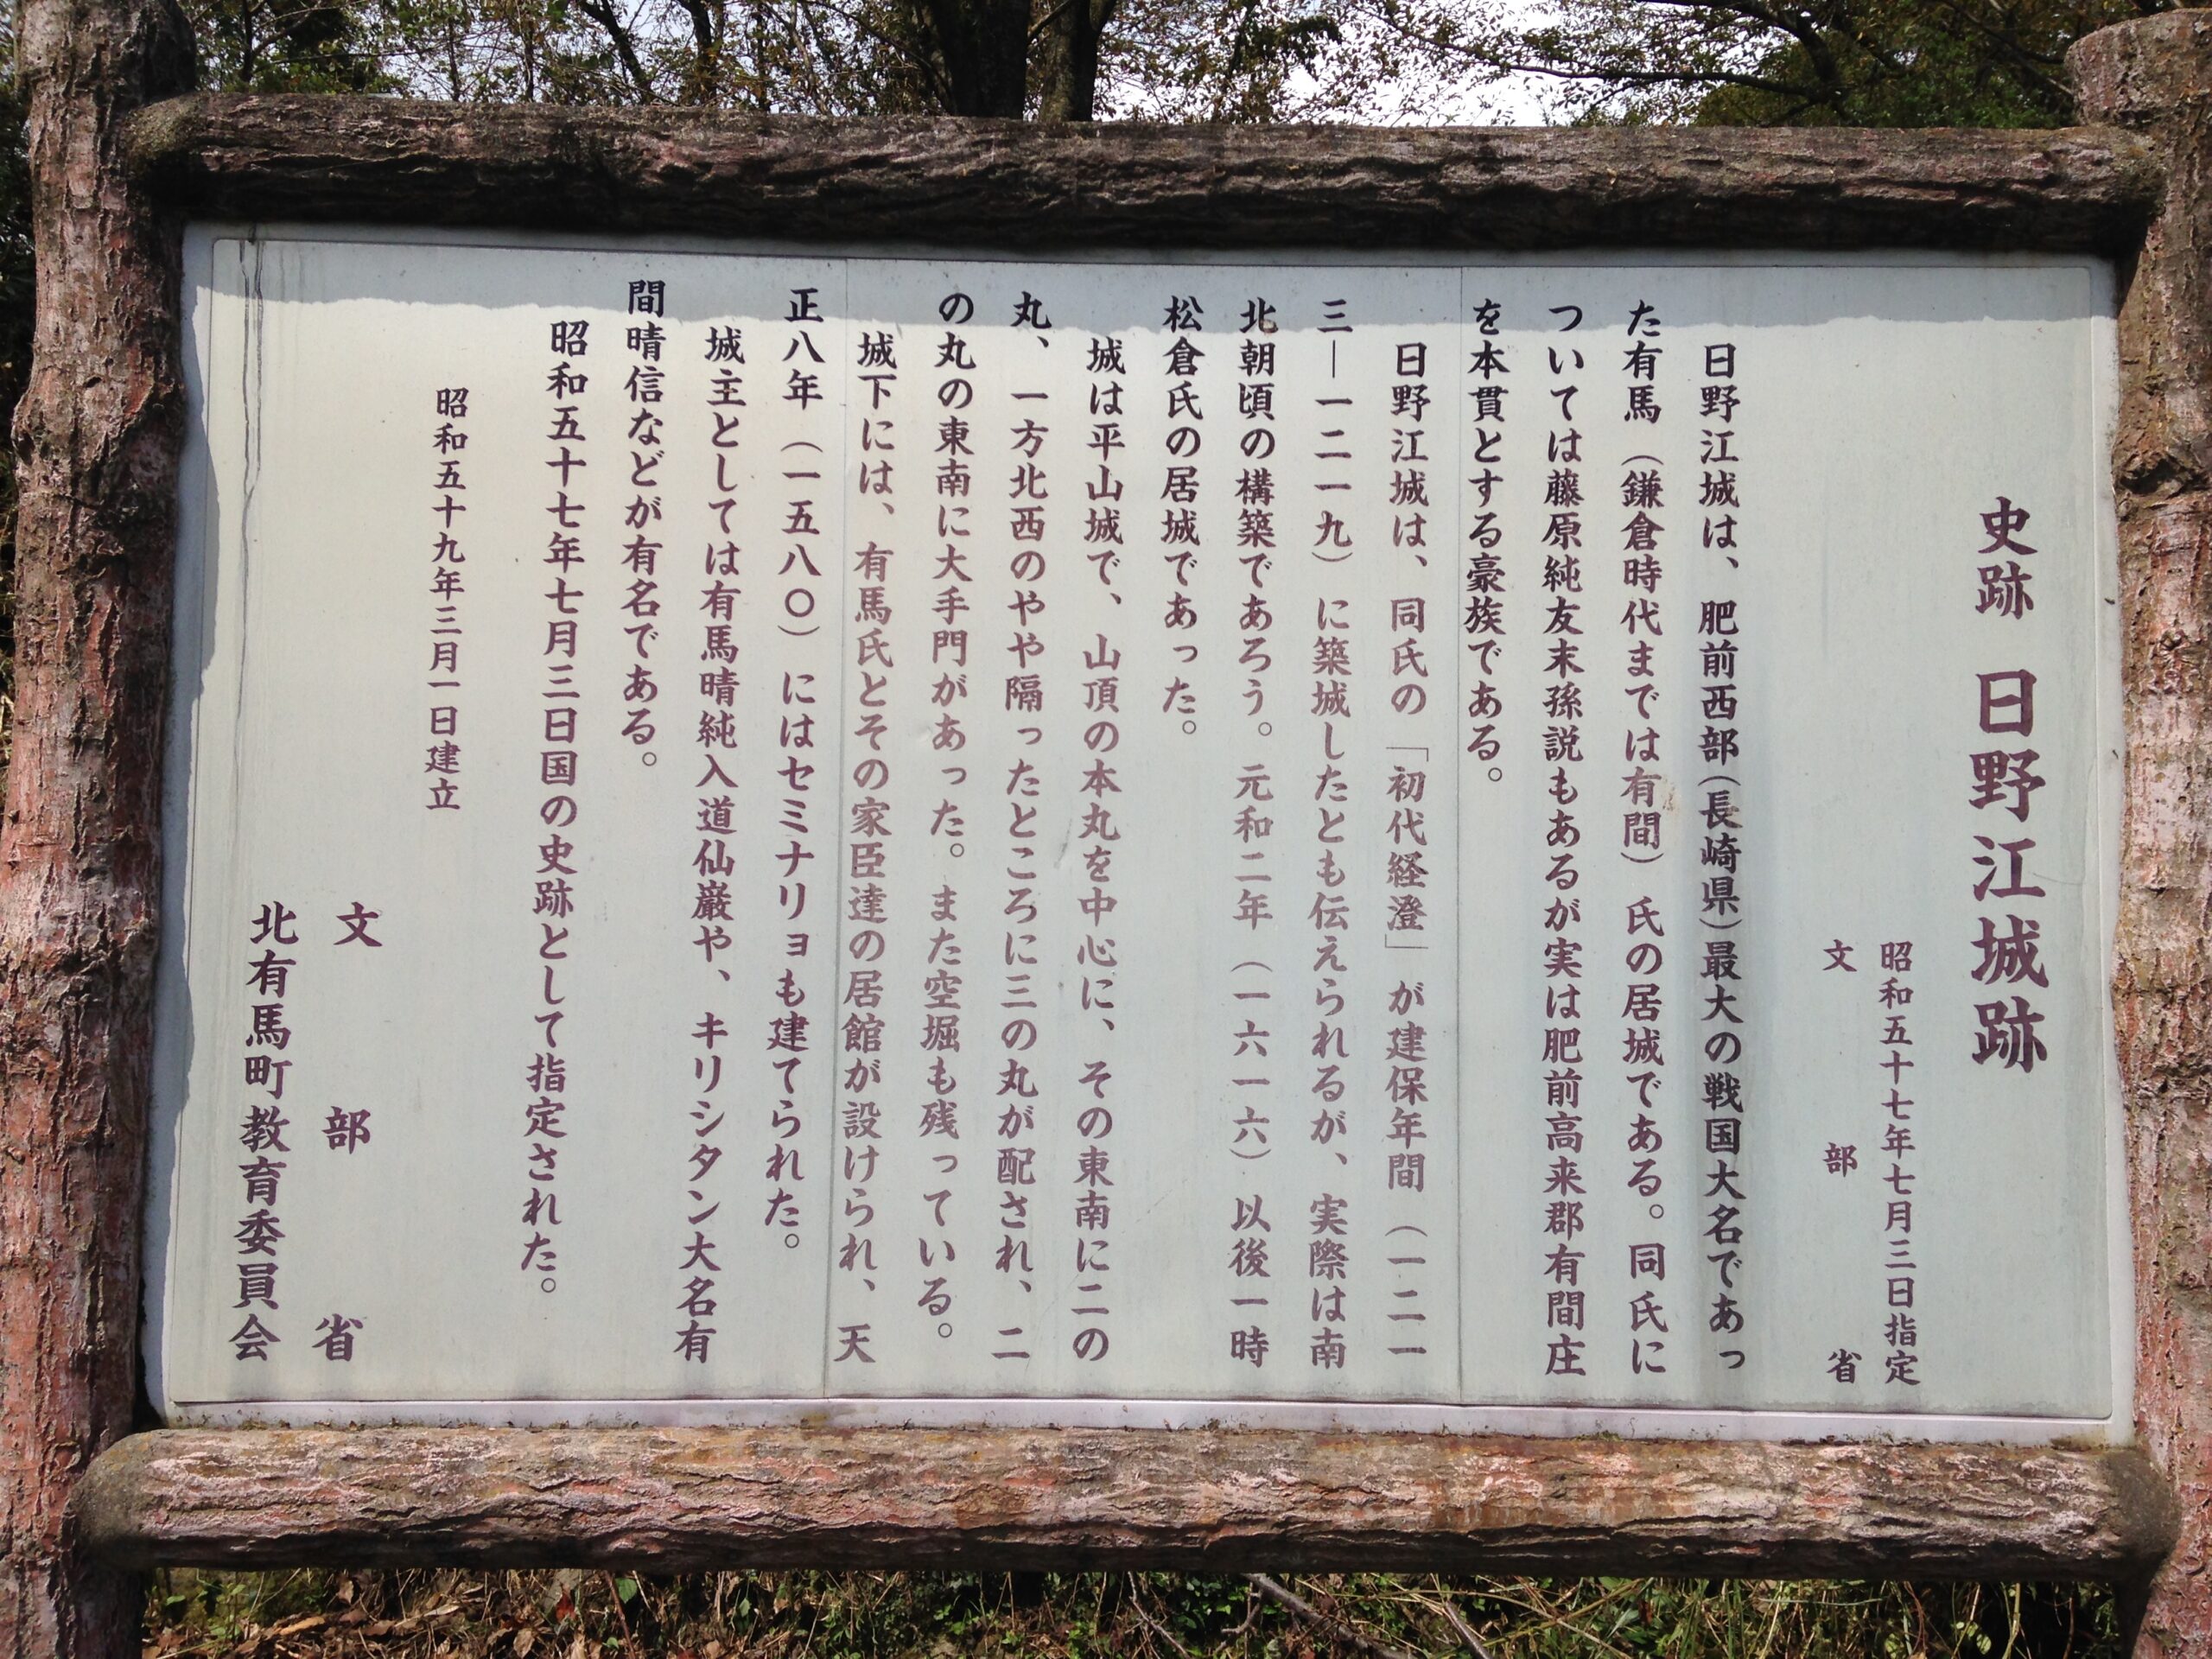 史跡　日野江城跡
昭和五十七年七月三日指定
文部省
日野江城は、肥前西部(長崎県)最大の戦国大名であっ
た有馬（鎌倉時代までは有間）氏の居城である。同氏に
ついては藤原純友末孫説もあるが実は肥前高来郡有間庄
を本貫とする豪族である。
日野江城は、同氏の「初代経澄」が建保年間（一二一
三―一二一九）に築城したとも伝えられるが、実際は南
北朝頃の構築であろう。元和二年（一六一六）以後一時
松倉氏の居城であった。
城は平山城で、山頂の本丸を中心に、その東南に二の
丸、一方北西のやや隔ったところに三の丸が配され、二
の丸の東南に大手門があった。また空堀も残っている。
城下には、有馬氏とその家臣達の居館が設けられ、天
正八年（一五八〇）にはセミナリョも建てられた。
城主としては有馬晴純入道仙巌や、キリシタン大名有
間晴信などが有名である。
昭和五十七年七月三日国の史跡として指定された。
昭和五十九年三月一日建立
文部省
北有馬町教育委員会